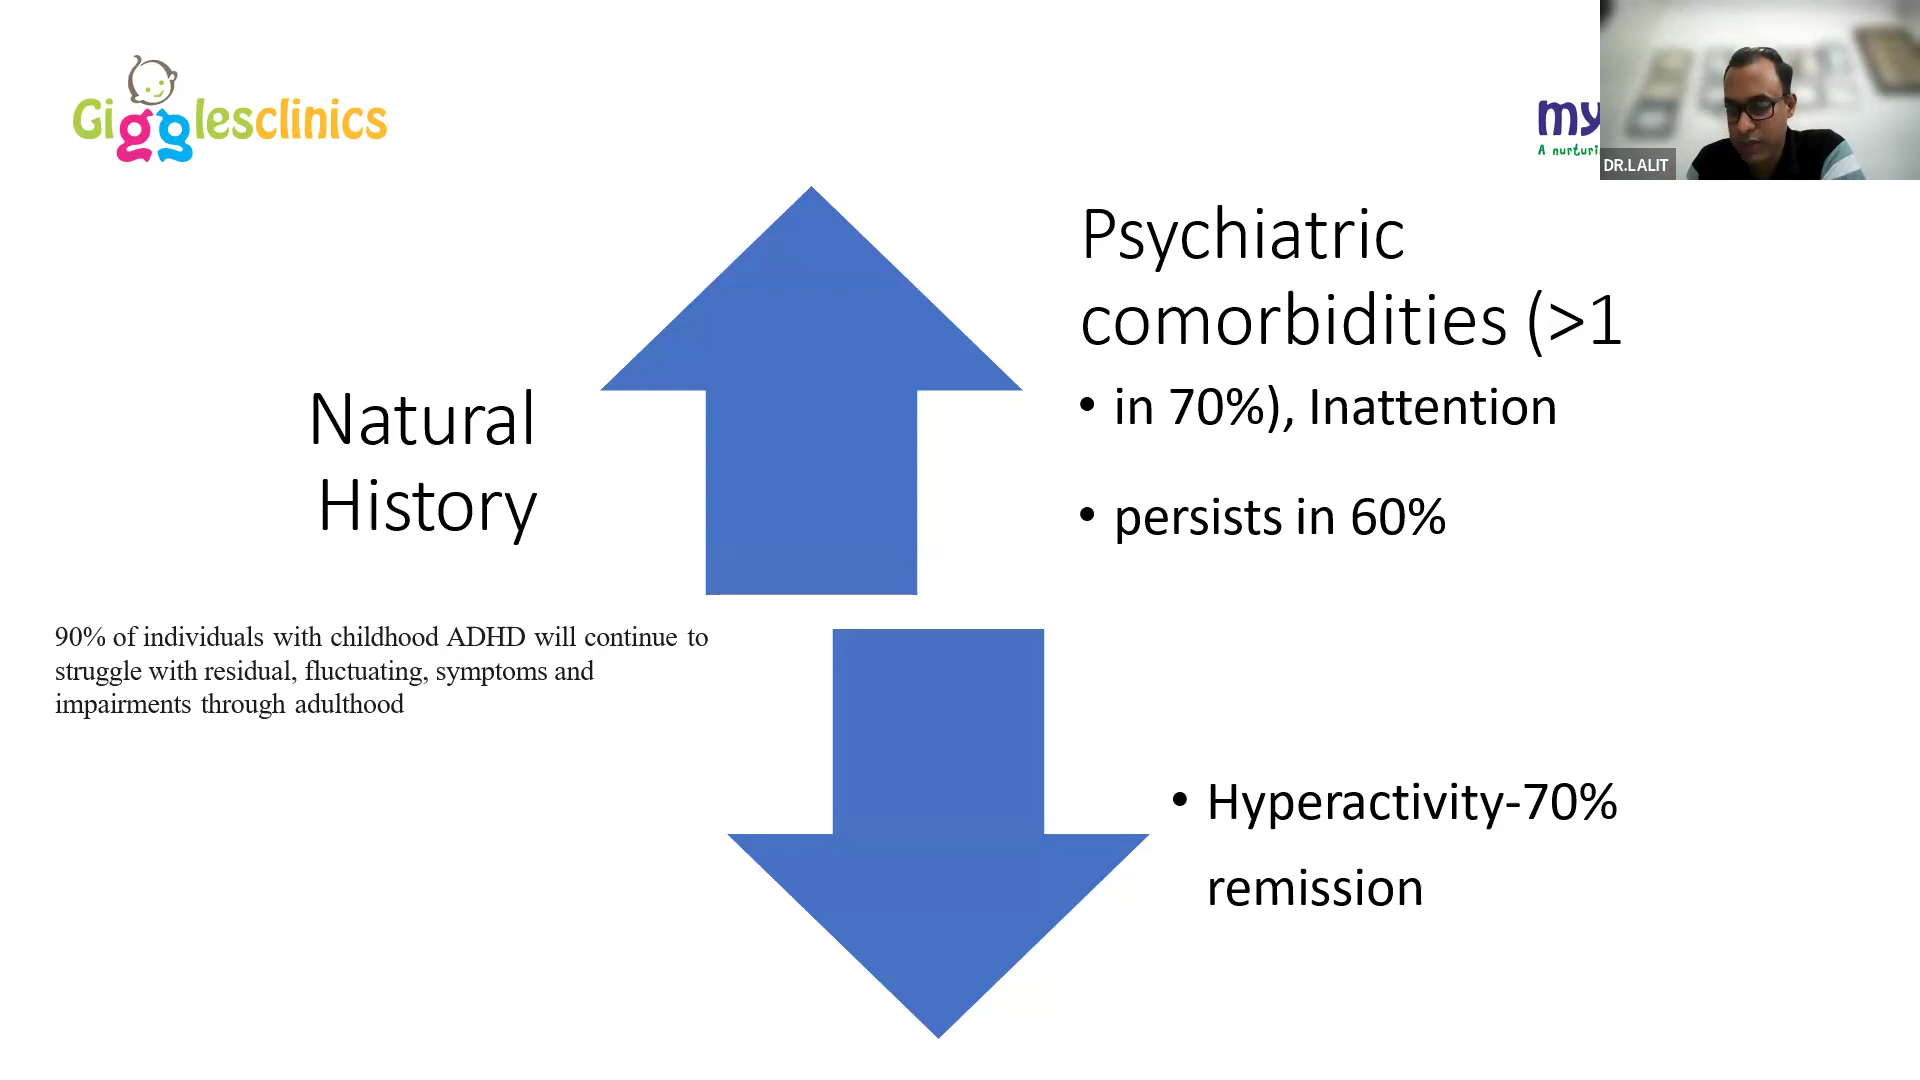 Gigglesclinics
my
A nurturi
DR.LALIT
Psychiatric
comorbidities (>1
• in 70%), Inattention
• persists in 60%
Natural
History
90% of individuals with childhood ADHD will continue to
struggle with residual, fluctuating, symptoms and
impairments through adulthood
• Hyperactivity-70%
remission